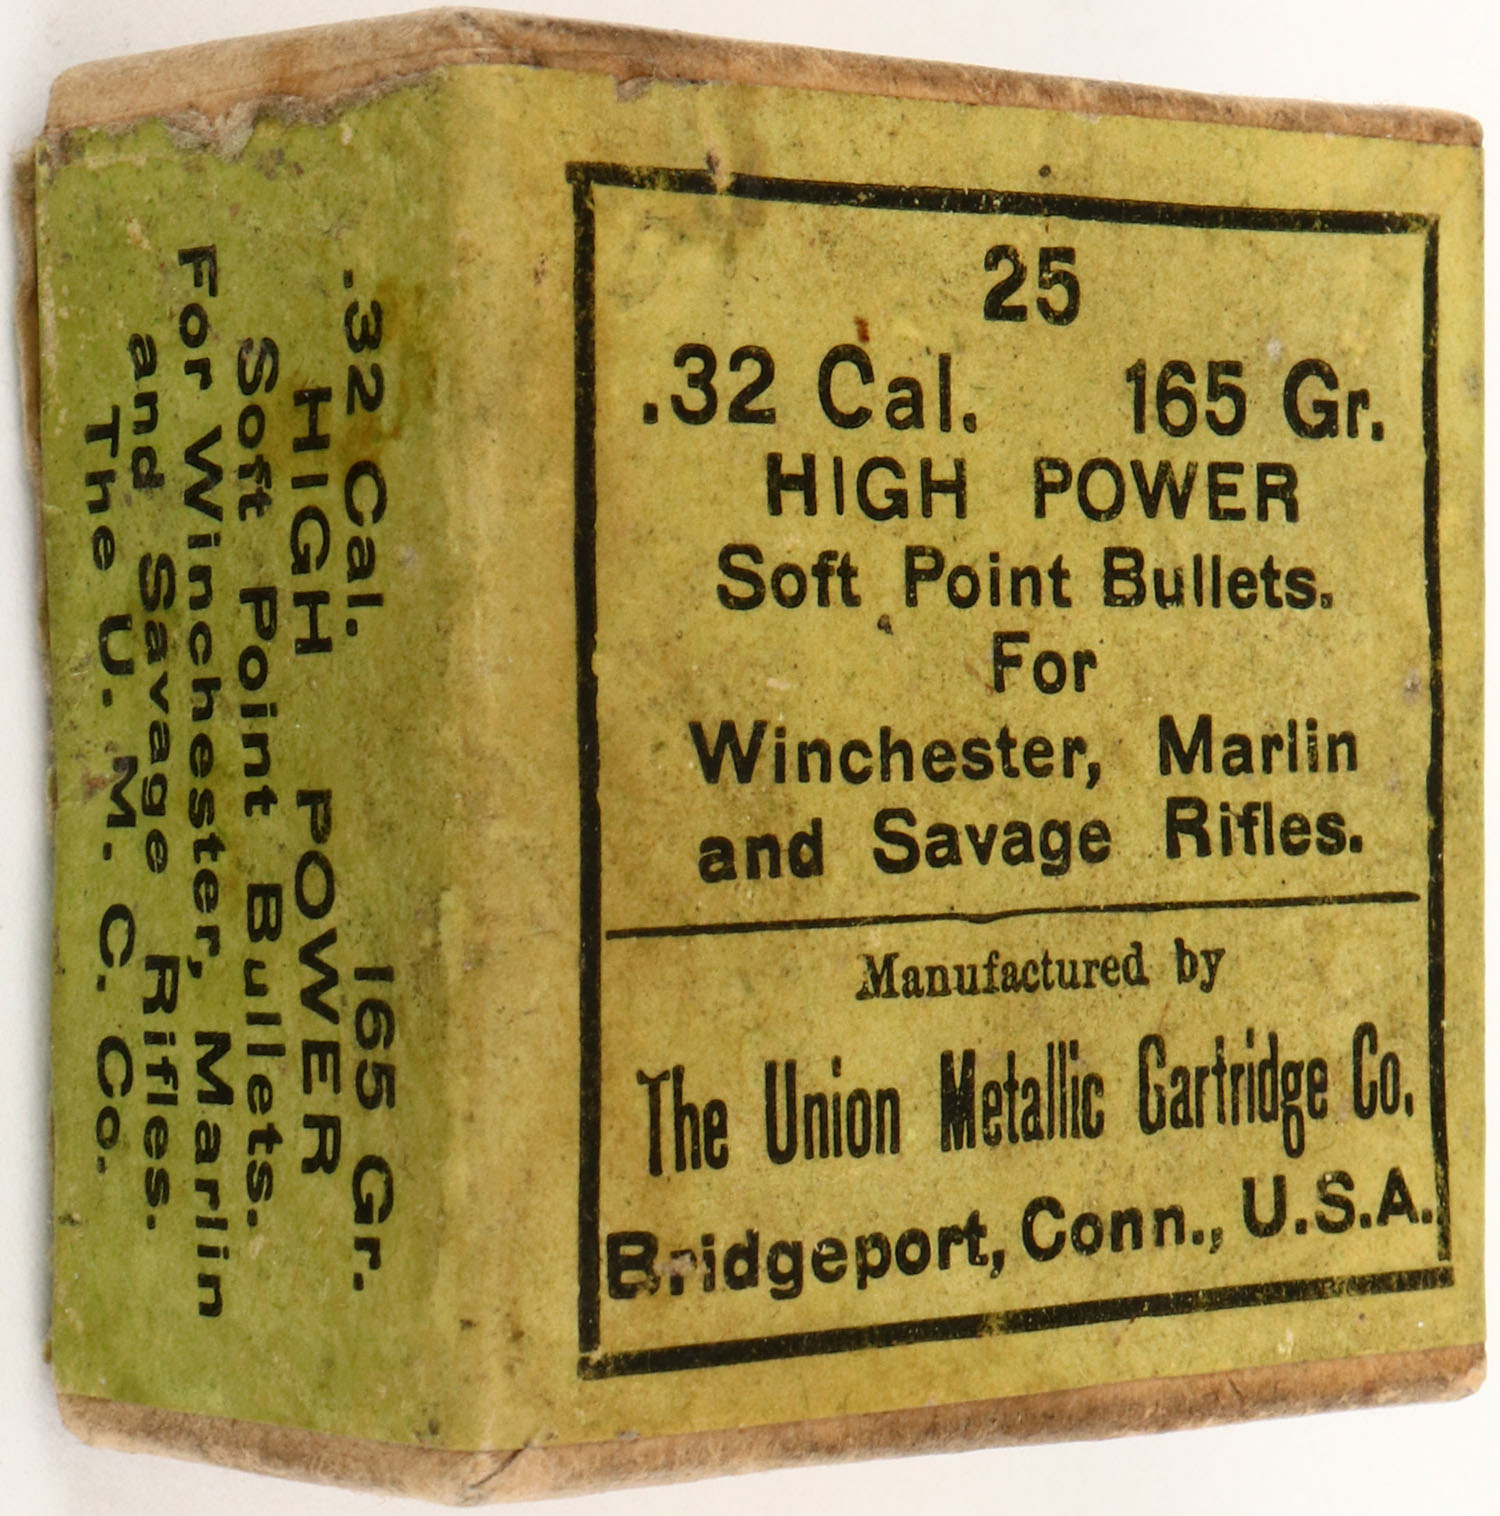 25
.32 Cal. 165 Gr.
HIGH POWER
Soft Point Bullets.
For
Winchester, Marlin
and Savage Rifles.
Manufactured by
The Union Metallic Cartridge Co.
Bridgeport, Conn., U.S.A.
.32 Cal. 165 Gr.
HIGH POWER
Soft Point Bullets.
For Winchester, Marlin
and Savage Rifles.
The U. M. C. Co.